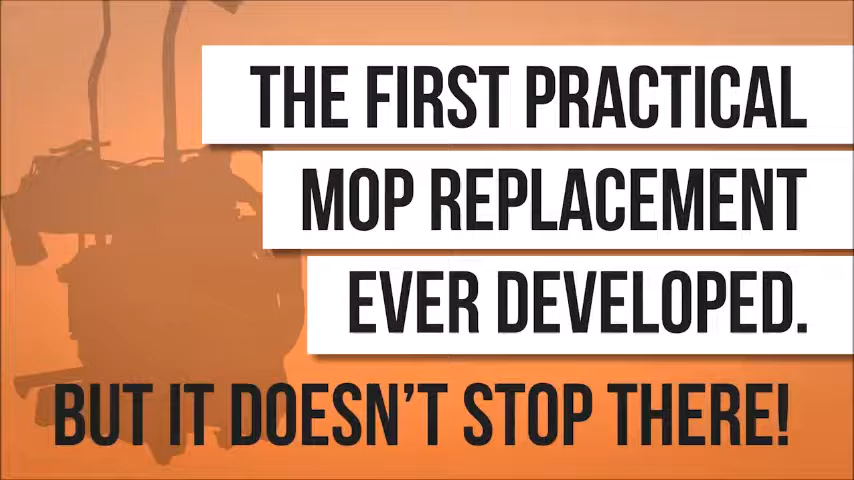 THE FIRST PRACTICAL
MOP REPLACEMENT
EVER DEVELOPED.
BUT IT DOESN'T STOP THERE!